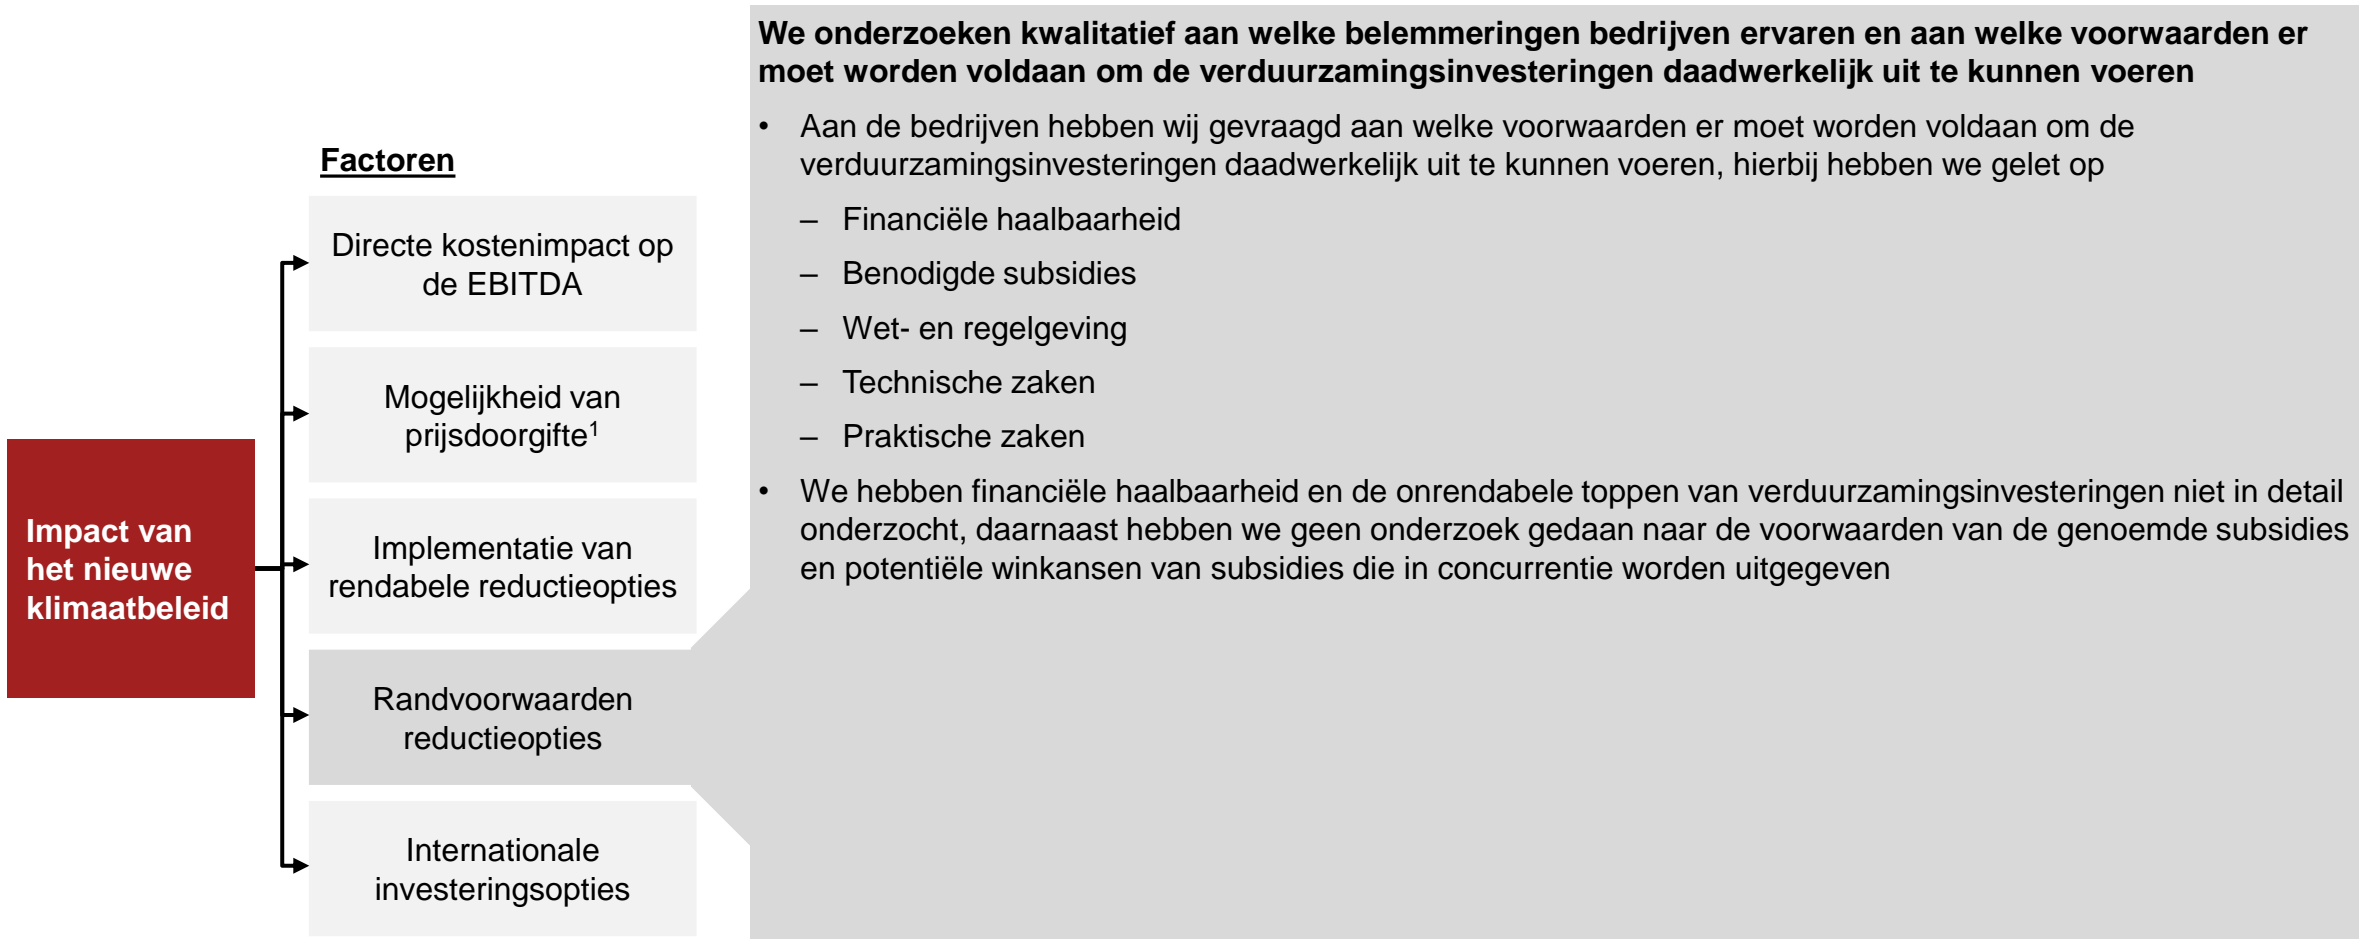 Impact van
het nieuwe
klimaatbeleid
Factoren
Directe kostenimpact op
de EBITDA
Mogelijkheid van
prijsdoorgifte¹
Implementatie van
rendabele reductieopties
Randvoorwaarden
reductieopties
Internationale
investeringsopties
We onderzoeken kwalitatief aan welke belemmeringen bedrijven ervaren en aan welke voorwaarden er
moet worden voldaan om de verduurzamingsinvesteringen daadwerkelijk uit te kunnen voeren
• Aan de bedrijven hebben wij gevraagd aan welke voorwaarden er moet worden voldaan om de
verduurzamingsinvesteringen daadwerkelijk uit te kunnen voeren, hierbij hebben we gelet op
– Financiële haalbaarheid
– Benodigde subsidies
– Wet- en regelgeving
– Technische zaken
– Praktische zaken
• We hebben financiële haalbaarheid en de onrendabele toppen van verduurzamingsinvesteringen niet in detail
onderzocht, daarnaast hebben we geen onderzoek gedaan naar de voorwaarden van de genoemde subsidies
en potentiële winkansen van subsidies die in concurrentie worden uitgegeven